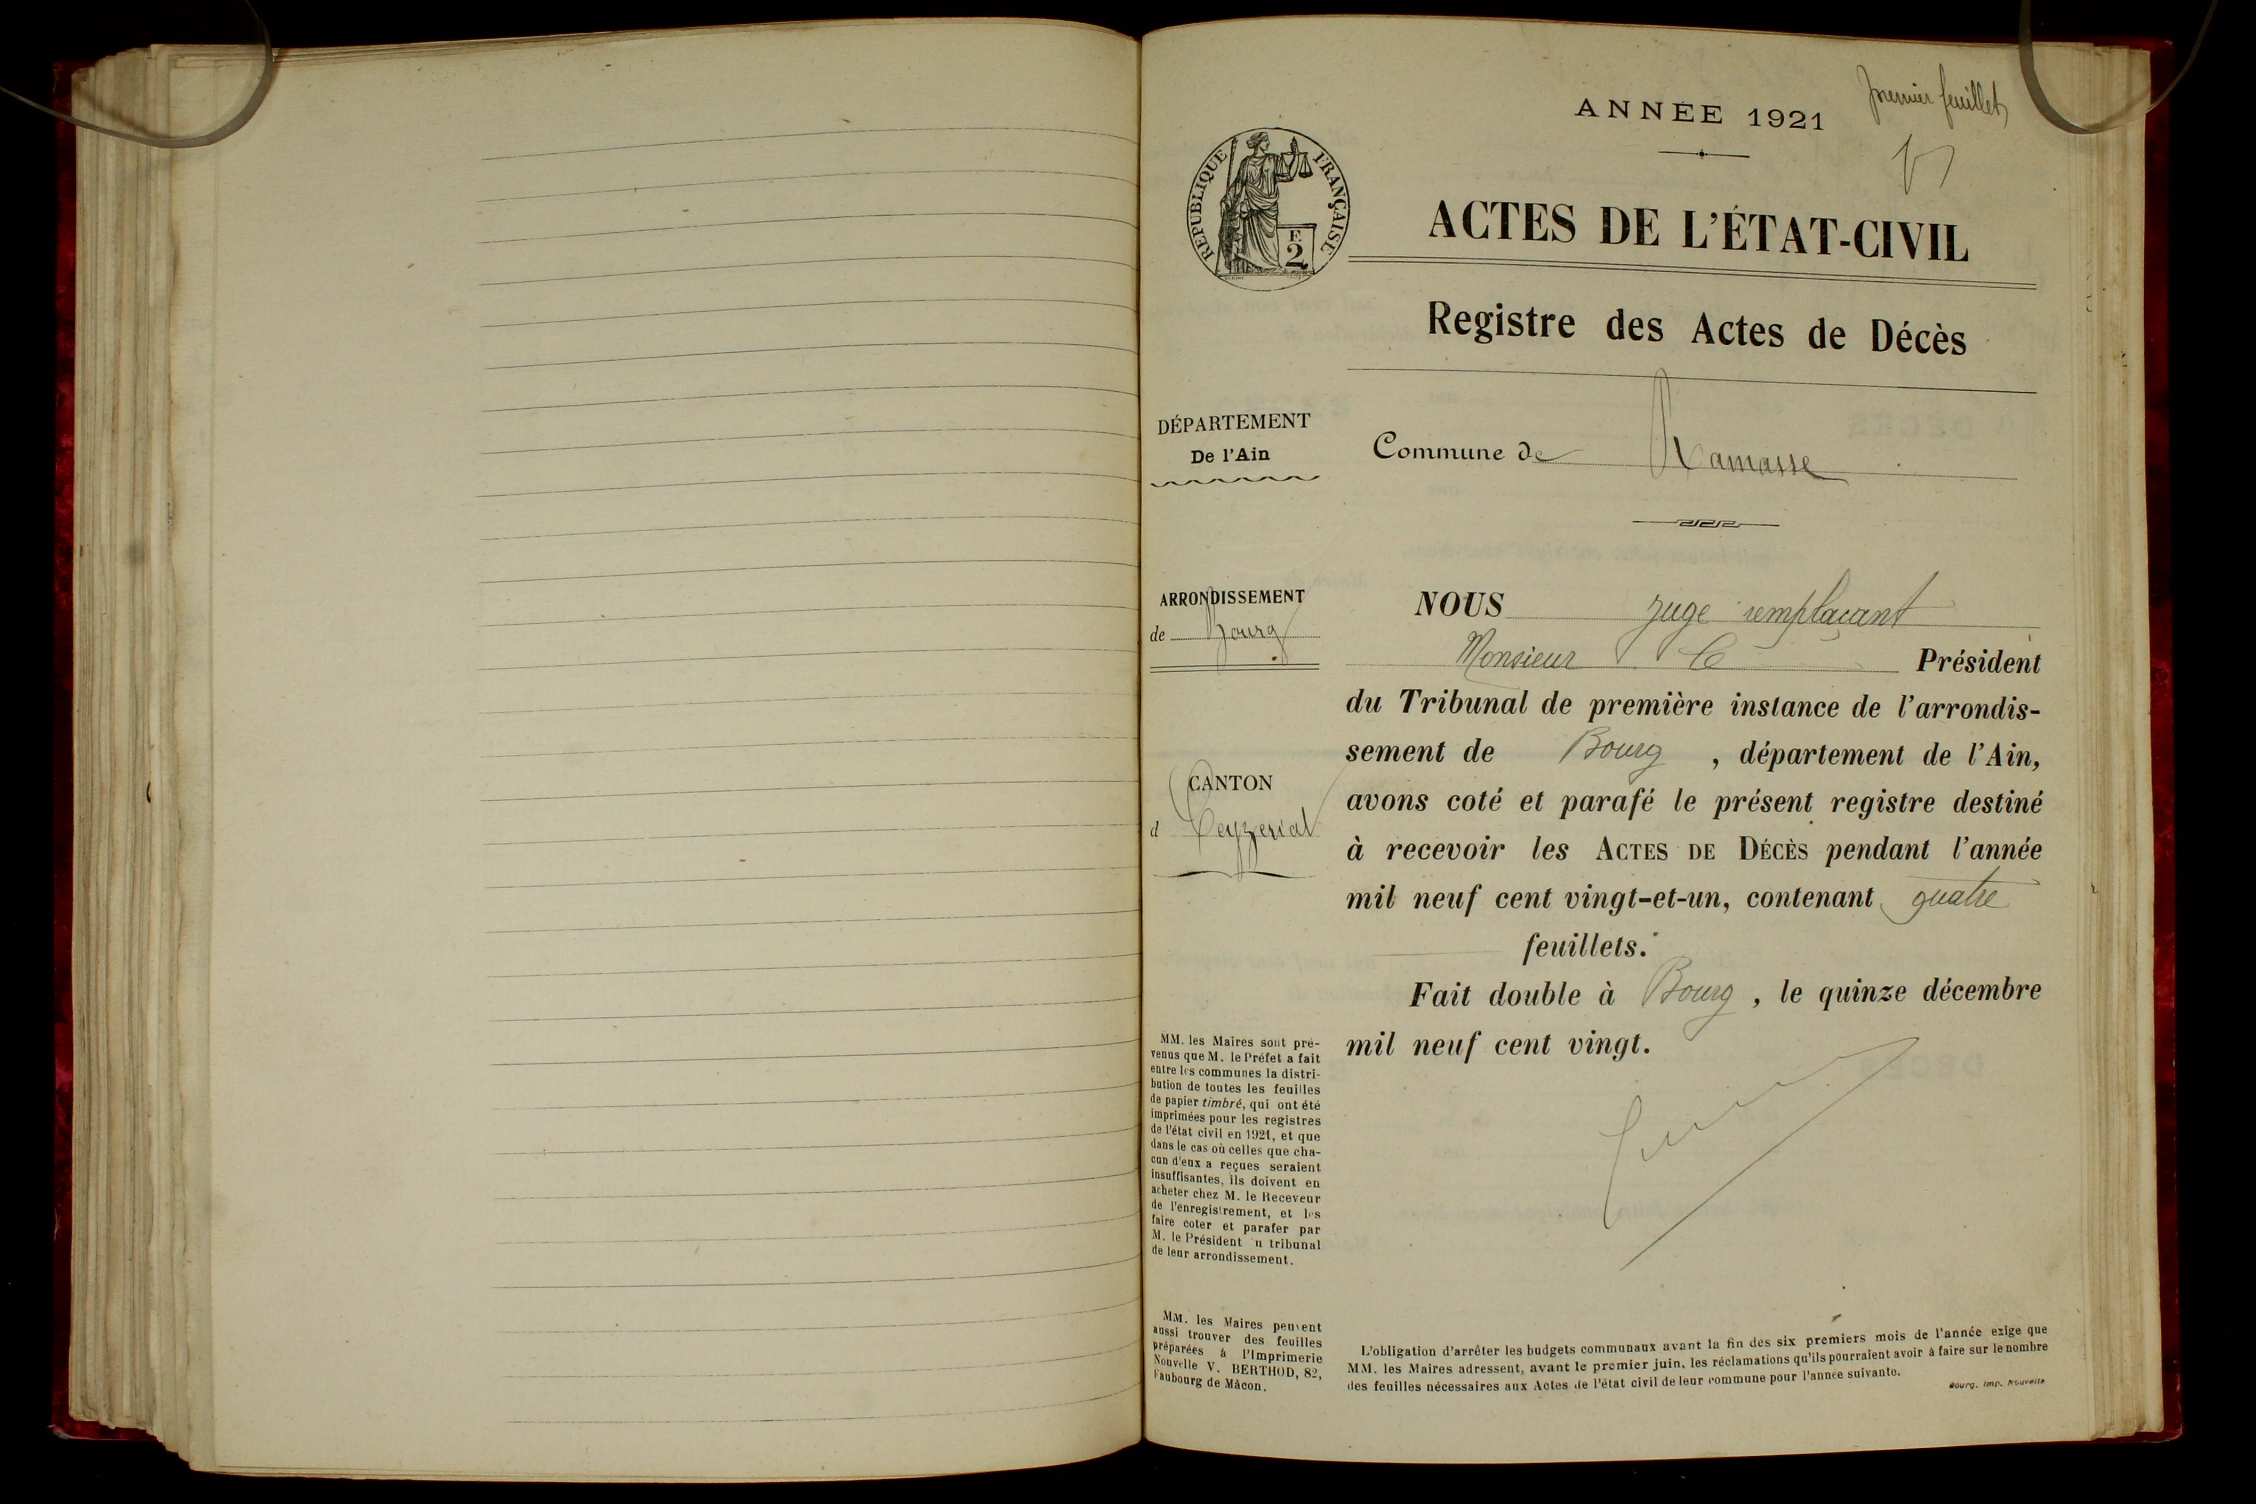 ANNÉE 1921
premier feuillet
RÉPUBLIQUE FRANÇAISE
E
2
ACTES DE L'ÉTAT-CIVIL
Registre des Actes de Décès
DÉPARTEMENT
De l'Ain
Commune de Ramasse
ARRONDISSEMENT
de Bourg
CANTON
d Ceyzeriat
NOUS juge remplaçant
Monsieur le Président
du Tribunal de première instance de l'arrondis-
sement de Bourg, département de l'Ain,
avons coté et parafé le présent registre destiné
à recevoir les ACTES DE DÉCÈS pendant l'année
mil neuf cent vingt-et-un, contenant quatre
feuillets.
Fait double à Bourg, le quinze décembre
mil neuf cent vingt.
MM. les Maires sont pré-
venus que M. le Préfet a fait
entre les communes la distri-
bution de toutes les feuilles
de papier timbré, qui ont été
imprimées pour les registres
de l'état civil en 1921, et que
dans le cas où celles que cha-
cun d'eux a reçues seraient
insuffisantes, ils doivent en
acheter chez M. le Receveur
de l'enregistrement, et les
faire coter et parafer par
M. le Président u tribunal
de leur arrondissement.
MM. les Maires peuvent
aussi trouver des feuilles
préparées à l'Imprimerie
Nouvelle V. BERTHOD, 82,
Faubourg de Mâcon.
L'obligation d'arrêter les budgets communaux avant la fin des six premiers mois de l'année exige que
MM. les Maires adressent, avant le premier juin, les réclamations qu'ils pourraient avoir à faire sur le nombre
des feuilles nécessaires aux Actes de l'état civil de leur commune pour l'année suivante.
Bourg. Imp. Nouvelle